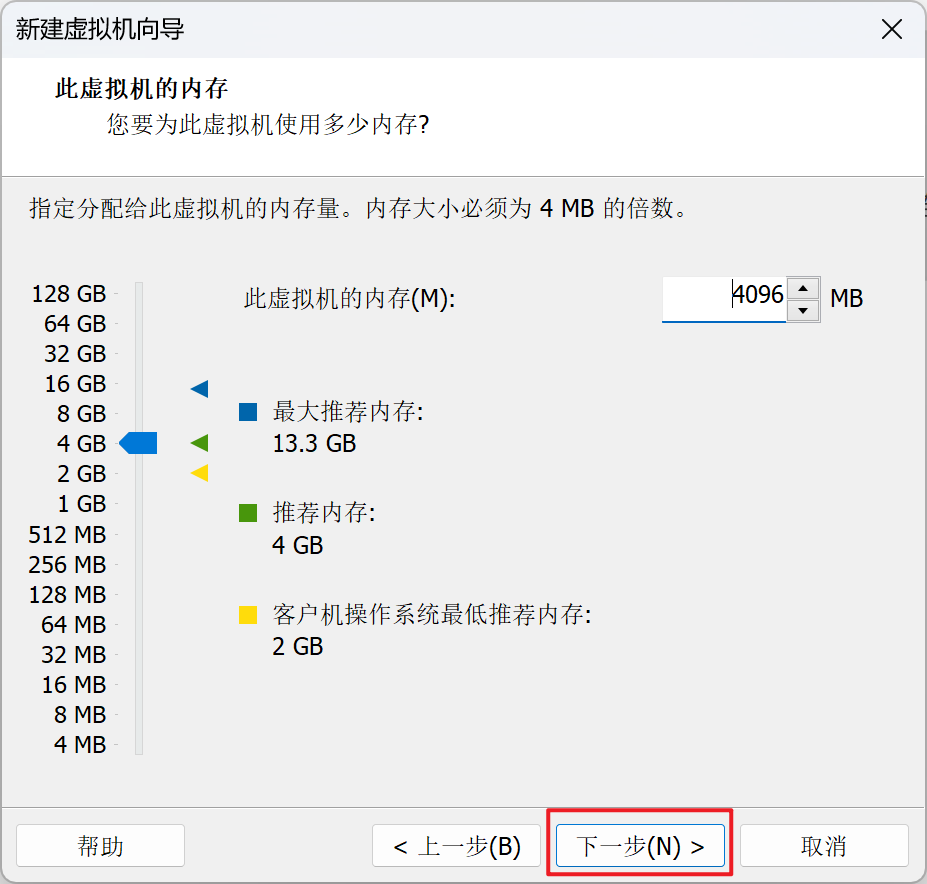 新建虚拟机向导
此虚拟机的内存
您要为此虚拟机使用多少内存?
指定分配给此虚拟机的内存量。内存大小必须为 4 MB 的倍数。
128 GB
64 GB
32 GB
16 GB
8 GB
4 GB
2 GB
1 GB
512 MB
256 MB
128 MB
64 MB
32 MB
16 MB
8 MB
4 MB
此虚拟机的内存(M):
4096 MB
最大推荐内存:
13.3 GB
推荐内存:
4 GB
客户机操作系统最低推荐内存:
2 GB
帮助
< 上一步(B)
下一步(N) >
取消